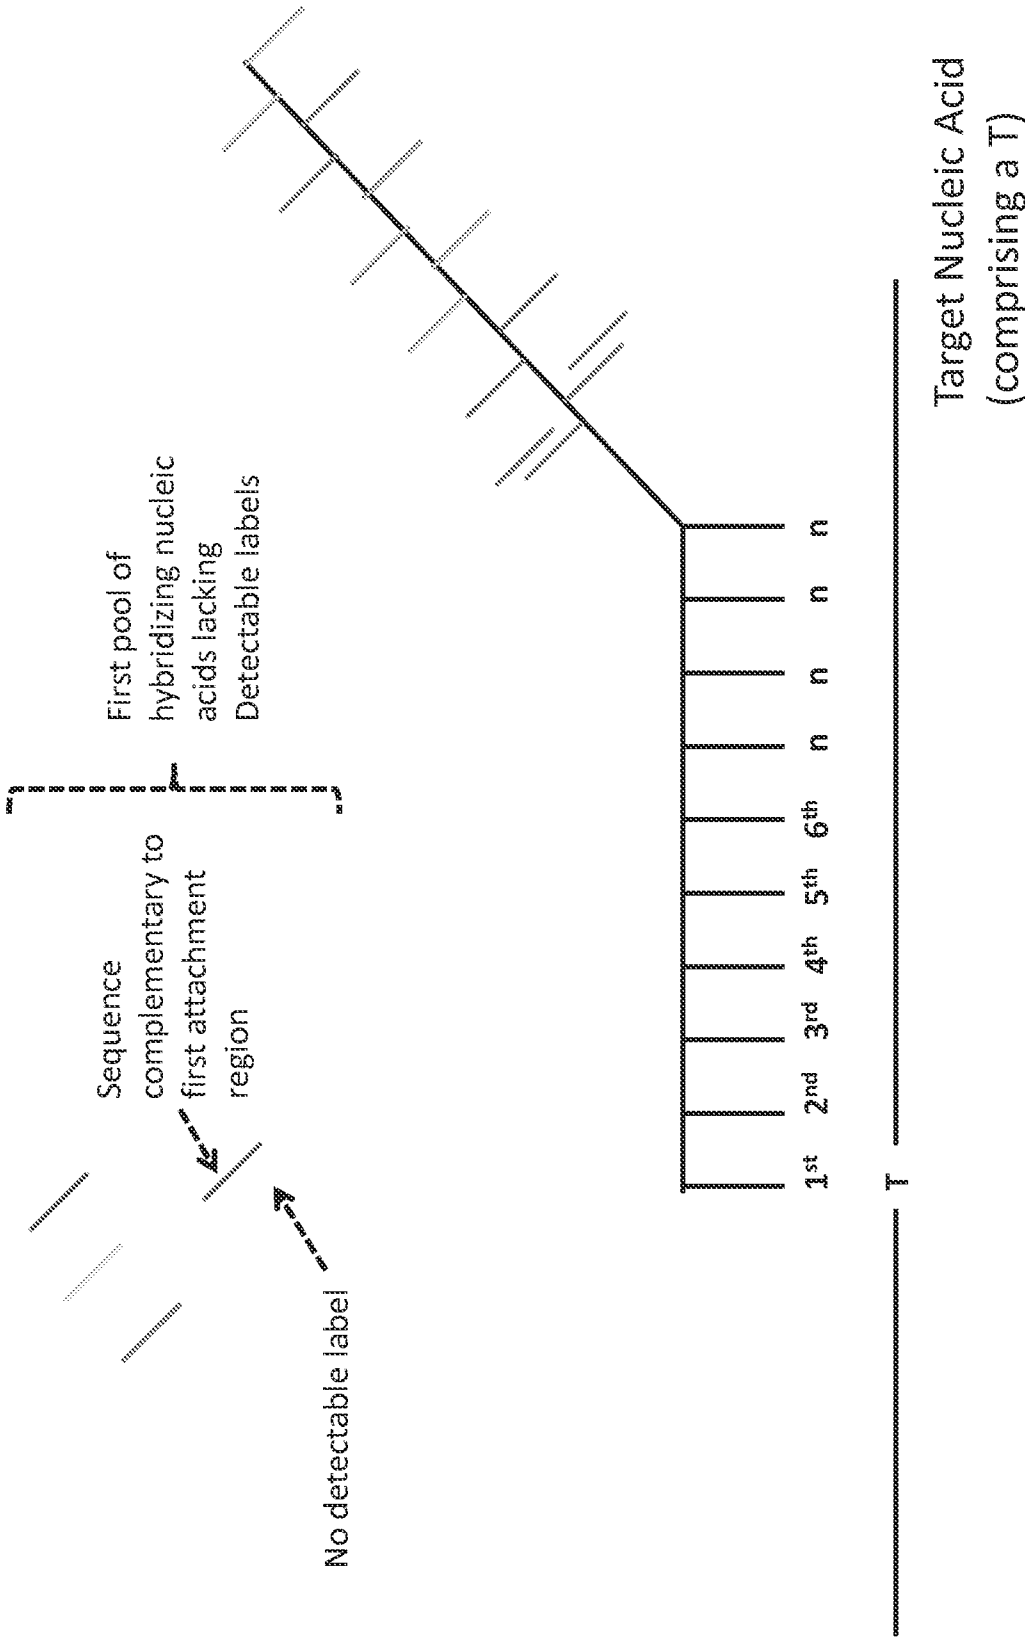 First pool of
hybridizing nucleic
acids lacking
Detectable labels
Sequence
complementary to
first attachment
region
No detectable label
1st 2nd 3rd 4th 5th 6th n n n n
T
Target Nucleic Acid
(comprising a T)